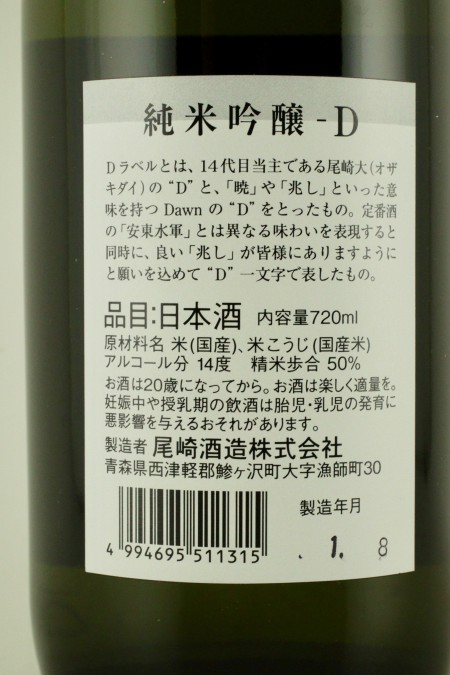 純米吟醸-D
Dラベルとは、14代目当主である尾崎大(オザ
キダイ)の“D”と、「暁」や「兆し」といった意
味を持つDawnの“D”をとったもの。定番酒
の「安東水軍」とは異なる味わいを表現すると
同時に、良い「兆し」が皆様にありますように
と願いを込めて“D”一文字で表したもの。
品目:日本酒 内容量720ml
原材料名 米(国産)、米こうじ(国産米)
アルコール分 14度 精米歩合 50%
お酒は20歳になってから。お酒は楽しく適量を。
妊娠中や授乳期の飲酒は胎児・乳児の発育に
悪影響を与えるおそれがあります。
製造者 尾崎酒造株式会社
青森県西津軽郡鰺ヶ沢町大字漁師町30
製造年月
4 994695 511315
. 1. 8